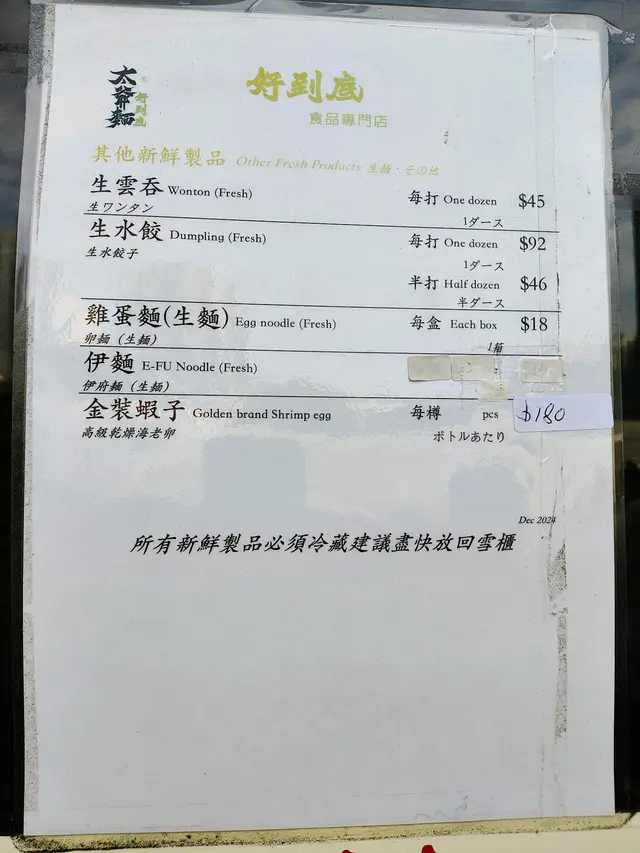 太爺麵
好到底
好到底
食品專門店
其他新鮮製品 Other Fresh Products 生麺・その他
生雲吞 Wonton (Fresh) 每打 One dozen $45
生ワンタン 1ダース
生水餃 Dumpling (Fresh) 每打 One dozen $92
生水餃子 1ダース
半打 Half dozen $46
半ダース
雞蛋麵(生麵) Egg noodle (Fresh) 每盒 Each box $18
卵麺 (生麺) 1箱
伊麵 E-FU Noodle (Fresh)
伊府麺 (生麺)
金裝蝦子 Golden brand Shrimp egg 每樽 pcs $180
高級乾燥海老卵 ボトルあたり
Dec 2024
所有新鮮製品必須冷藏建議盡快放回雪櫃